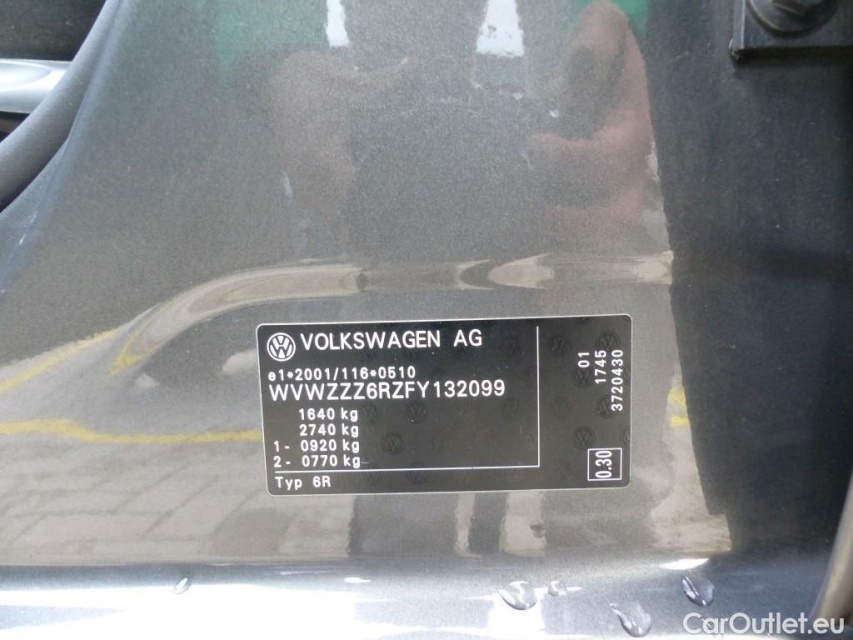 VOLKSWAGEN AG
e1*2001/116*0510
WVWZZZ6RZFY132099
1640 kg
2740 kg
1- 0920 kg
2- 0770 kg
Typ 6R
01
1745
3720430
0.30
CarOutlet.eu